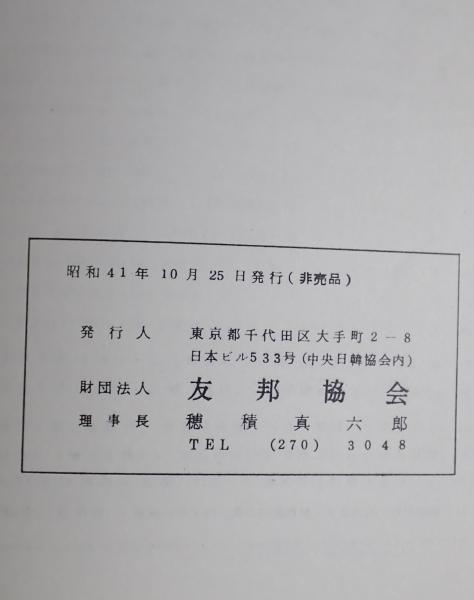 昭和41年10月25日発行(非売品)
発行人 東京都千代田区大手町2-8
日本ビル533号(中央日韓協会内)
財団法人 友邦協会
理事長 穂積真六郎
TEL (270) 3048